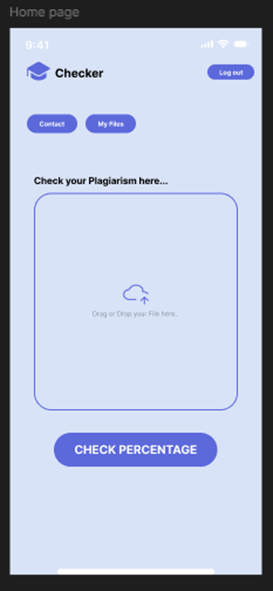 Home page
9:41
Checker
Log out
Contact
My Files
Check your Plagiarism here...
Drag or Drop your File here..
CHECK PERCENTAGE